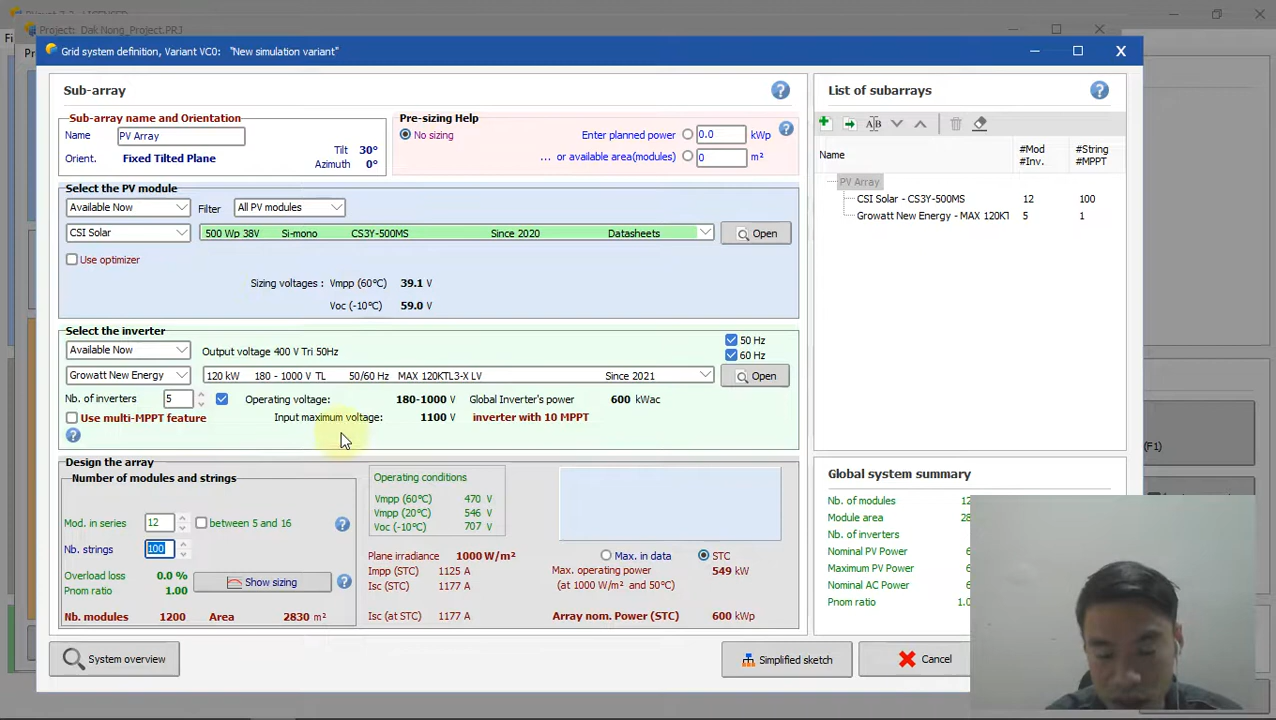 Project: Dak Nong_Project.PRJ
Grid system definition, Variant VC0: "New simulation variant"
Sub-array
Sub-array name and Orientation
Name PV Array
Orient. Fixed Tilted Plane
Tilt 30°
Azimuth 0°
Pre-sizing Help
No sizing
Enter planned power 0.0 kWp
... or available area(modules) 0 m²
Select the PV module
Available Now Filter All PV modules
CSI Solar 500 Wp 38V Si-mono CS3Y-500MS Since 2020 Datasheets Open
Use optimizer
Sizing voltages : Vmpp (60°C) 39.1 V
Voc (-10°C) 59.0 V
Select the inverter
Available Now Output voltage 400 V Tri 50Hz
50 Hz
60 Hz
Growatt New Energy 120 kW 180 - 1000 V TL 50/60 Hz MAX 120KTL3-X LV Since 2021 Open
Nb. of inverters 5 Operating voltage: 180-1000 V Global Inverter's power 600 kWac
Use multi-MPPT feature Input maximum voltage: 1100 V inverter with 10 MPPT
Design the array
Number of modules and strings
Mod. in series 12 between 5 and 16
Nb. strings 100
Overload loss 0.0 %
Pnom ratio 1.00
Show sizing
Nb. modules 1200 Area 2830 m²
Operating conditions
Vmpp (60°C) 470 V
Vmpp (20°C) 546 V
Voc (-10°C) 707 V
Plane irradiance 1000 W/m²
Impp (STC) 1125 A
Isc (STC) 1177 A
Isc (at STC) 1177 A
Max. in data STC
Max. operating power 549 kW
(at 1000 W/m² and 50°C)
Array nom. Power (STC) 600 kWp
System overview
Simplified sketch
Cancel
List of subarrays
Name #Mod #String
#Inv. #MPPT
PV Array
CSI Solar - CS3Y-500MS 12 100
Growatt New Energy - MAX 120KT 5 1
(F1)
Global system summary
Nb. of modules 12
Module area 28
Nb. of inverters
Nominal PV Power 6
Maximum PV Power
Nominal AC Power 6
Pnom ratio 1.0